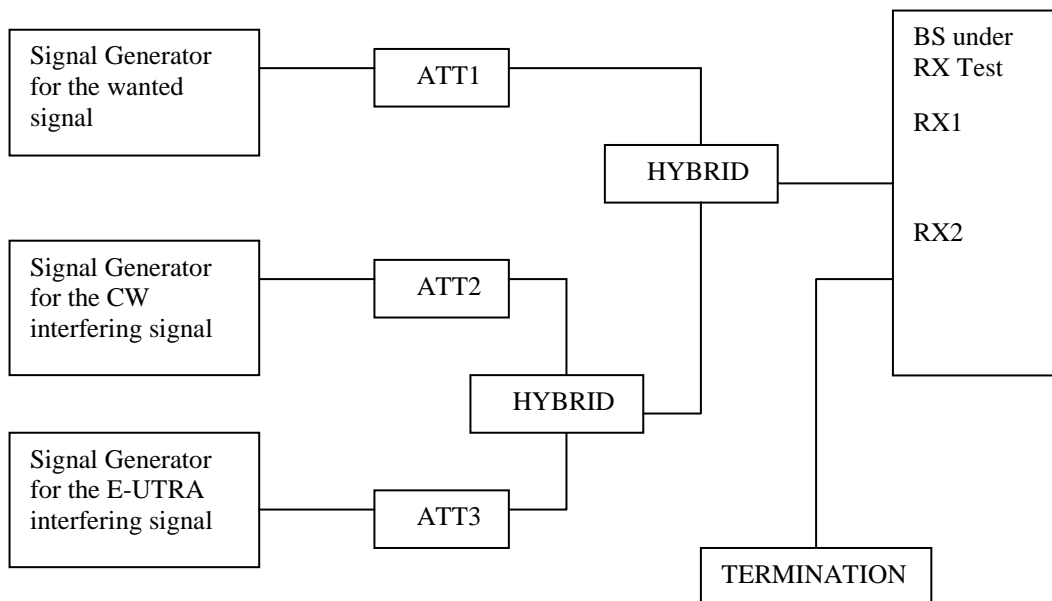 Signal Generator
for the wanted
signal
ATT1
HYBRID
BS under
RX Test
RX1
RX2
Signal Generator
for the CW
interfering signal
ATT2
HYBRID
Signal Generator
for the E-UTRA
interfering signal
ATT3
TERMINATION